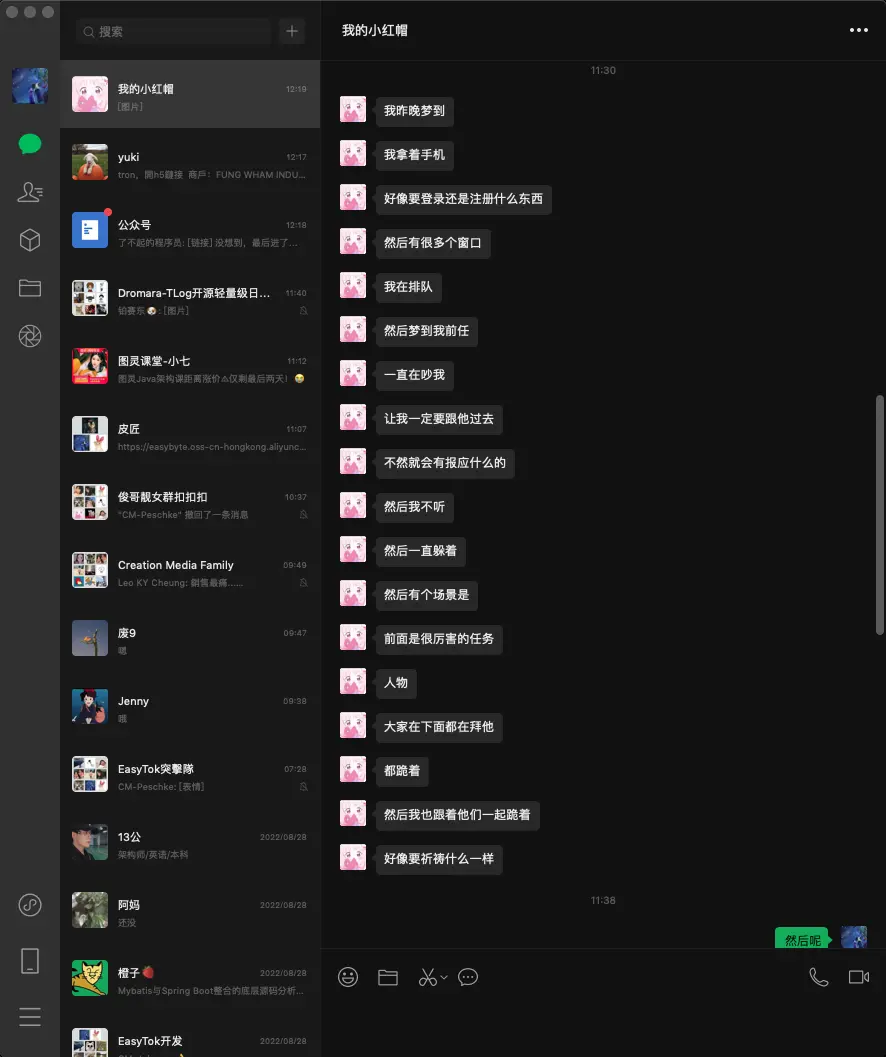 搜索
我的小红帽
12:19
[图片]
yuki
12:17
tron，開h5鏈接 商戶：FUNG WHAM INDU...
公众号
12:18
了不起的程序员: [链接] 没想到，最后进了...
Dromara-TLog开源轻量级日...
11:40
铂赛东🐶: [图片]
图灵课堂-小七
11:12
图灵Java架构课距离涨价⚠仅剩最后两天！😭
皮匠
11:07
https://easybyte.oss-cn-hongkong.aliyunc...
俊哥靓女群扣扣扣
10:37
"CM-Peschke" 撤回了一条消息
Creation Media Family
09:49
Leo KY Cheung: 銷售最痛......
废9
09:47
嗯
Jenny
09:38
哦
EasyTok突擊隊
07:28
CM-Peschke: [表情]
13公
2022/08/28
架构师/英语/本科
阿妈
2022/08/28
还没
橙子🍓
2022/08/28
Mybatis与Spring Boot整合的底层源码分析...
EasyTok开发
2022/08/28
我的小红帽
11:30
我昨晚梦到
我拿着手机
好像要登录还是注册什么东西
然后有很多个窗口
我在排队
然后梦到我前任
一直在吵我
让我一定要跟他过去
不然就会有报应什么的
然后我不听
然后一直躲着
然后有个场景是
前面是很厉害的任务
人物
大家在下面都在拜他
都跪着
然后我也跟着他们一起跪着
好像要祈祷什么一样
11:38
然后呢